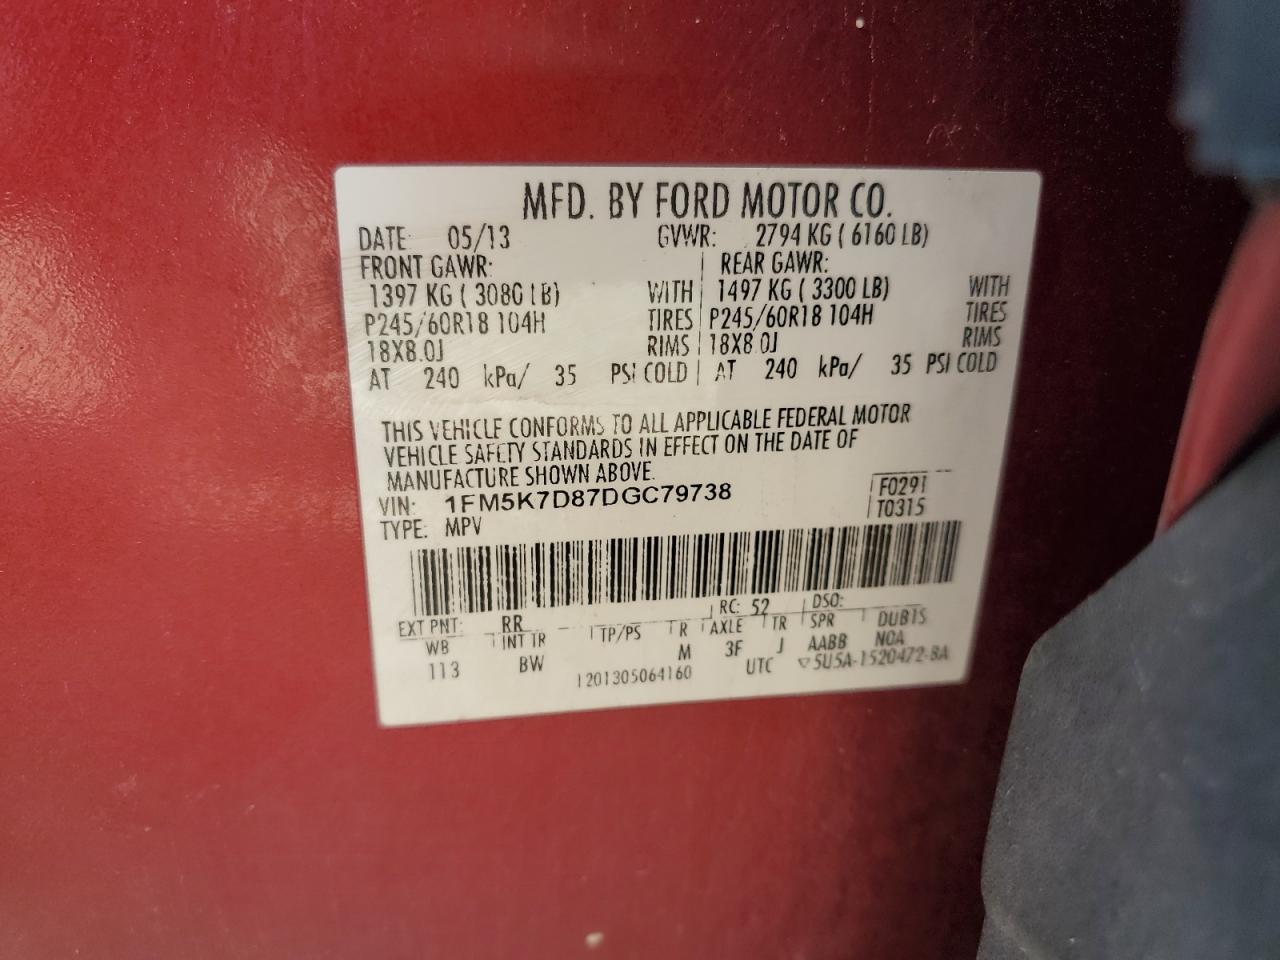 MFD. BY FORD MOTOR CO.
DATE: 05/13 GVWR: 2794 KG ( 6160 LB)
FRONT GAWR: REAR GAWR:
1397 KG ( 3080 LB) WITH 1497 KG ( 3300 LB) WITH
P245/60R18 104H TIRES P245/60R18 104H TIRES
18X8.0J RIMS 18X8.0J RIMS
AT 240 kPa/ 35 PSI COLD AT 240 kPa/ 35 PSI COLD
THIS VEHICLE CONFORMS TO ALL APPLICABLE FEDERAL MOTOR
VEHICLE SAFETY STANDARDS IN EFFECT ON THE DATE OF
MANUFACTURE SHOWN ABOVE.
VIN: 1FM5K7D87DGC79738 F0291
TYPE: MPV T0315
EXT PNT: RR RC: 52 DSO:
WB INT TR TP/PS R AXLE TR SPR DUBTS
113 BW M 3F J AABB NOA
1201305064160 UTC ▽5U5A-1520472-BA